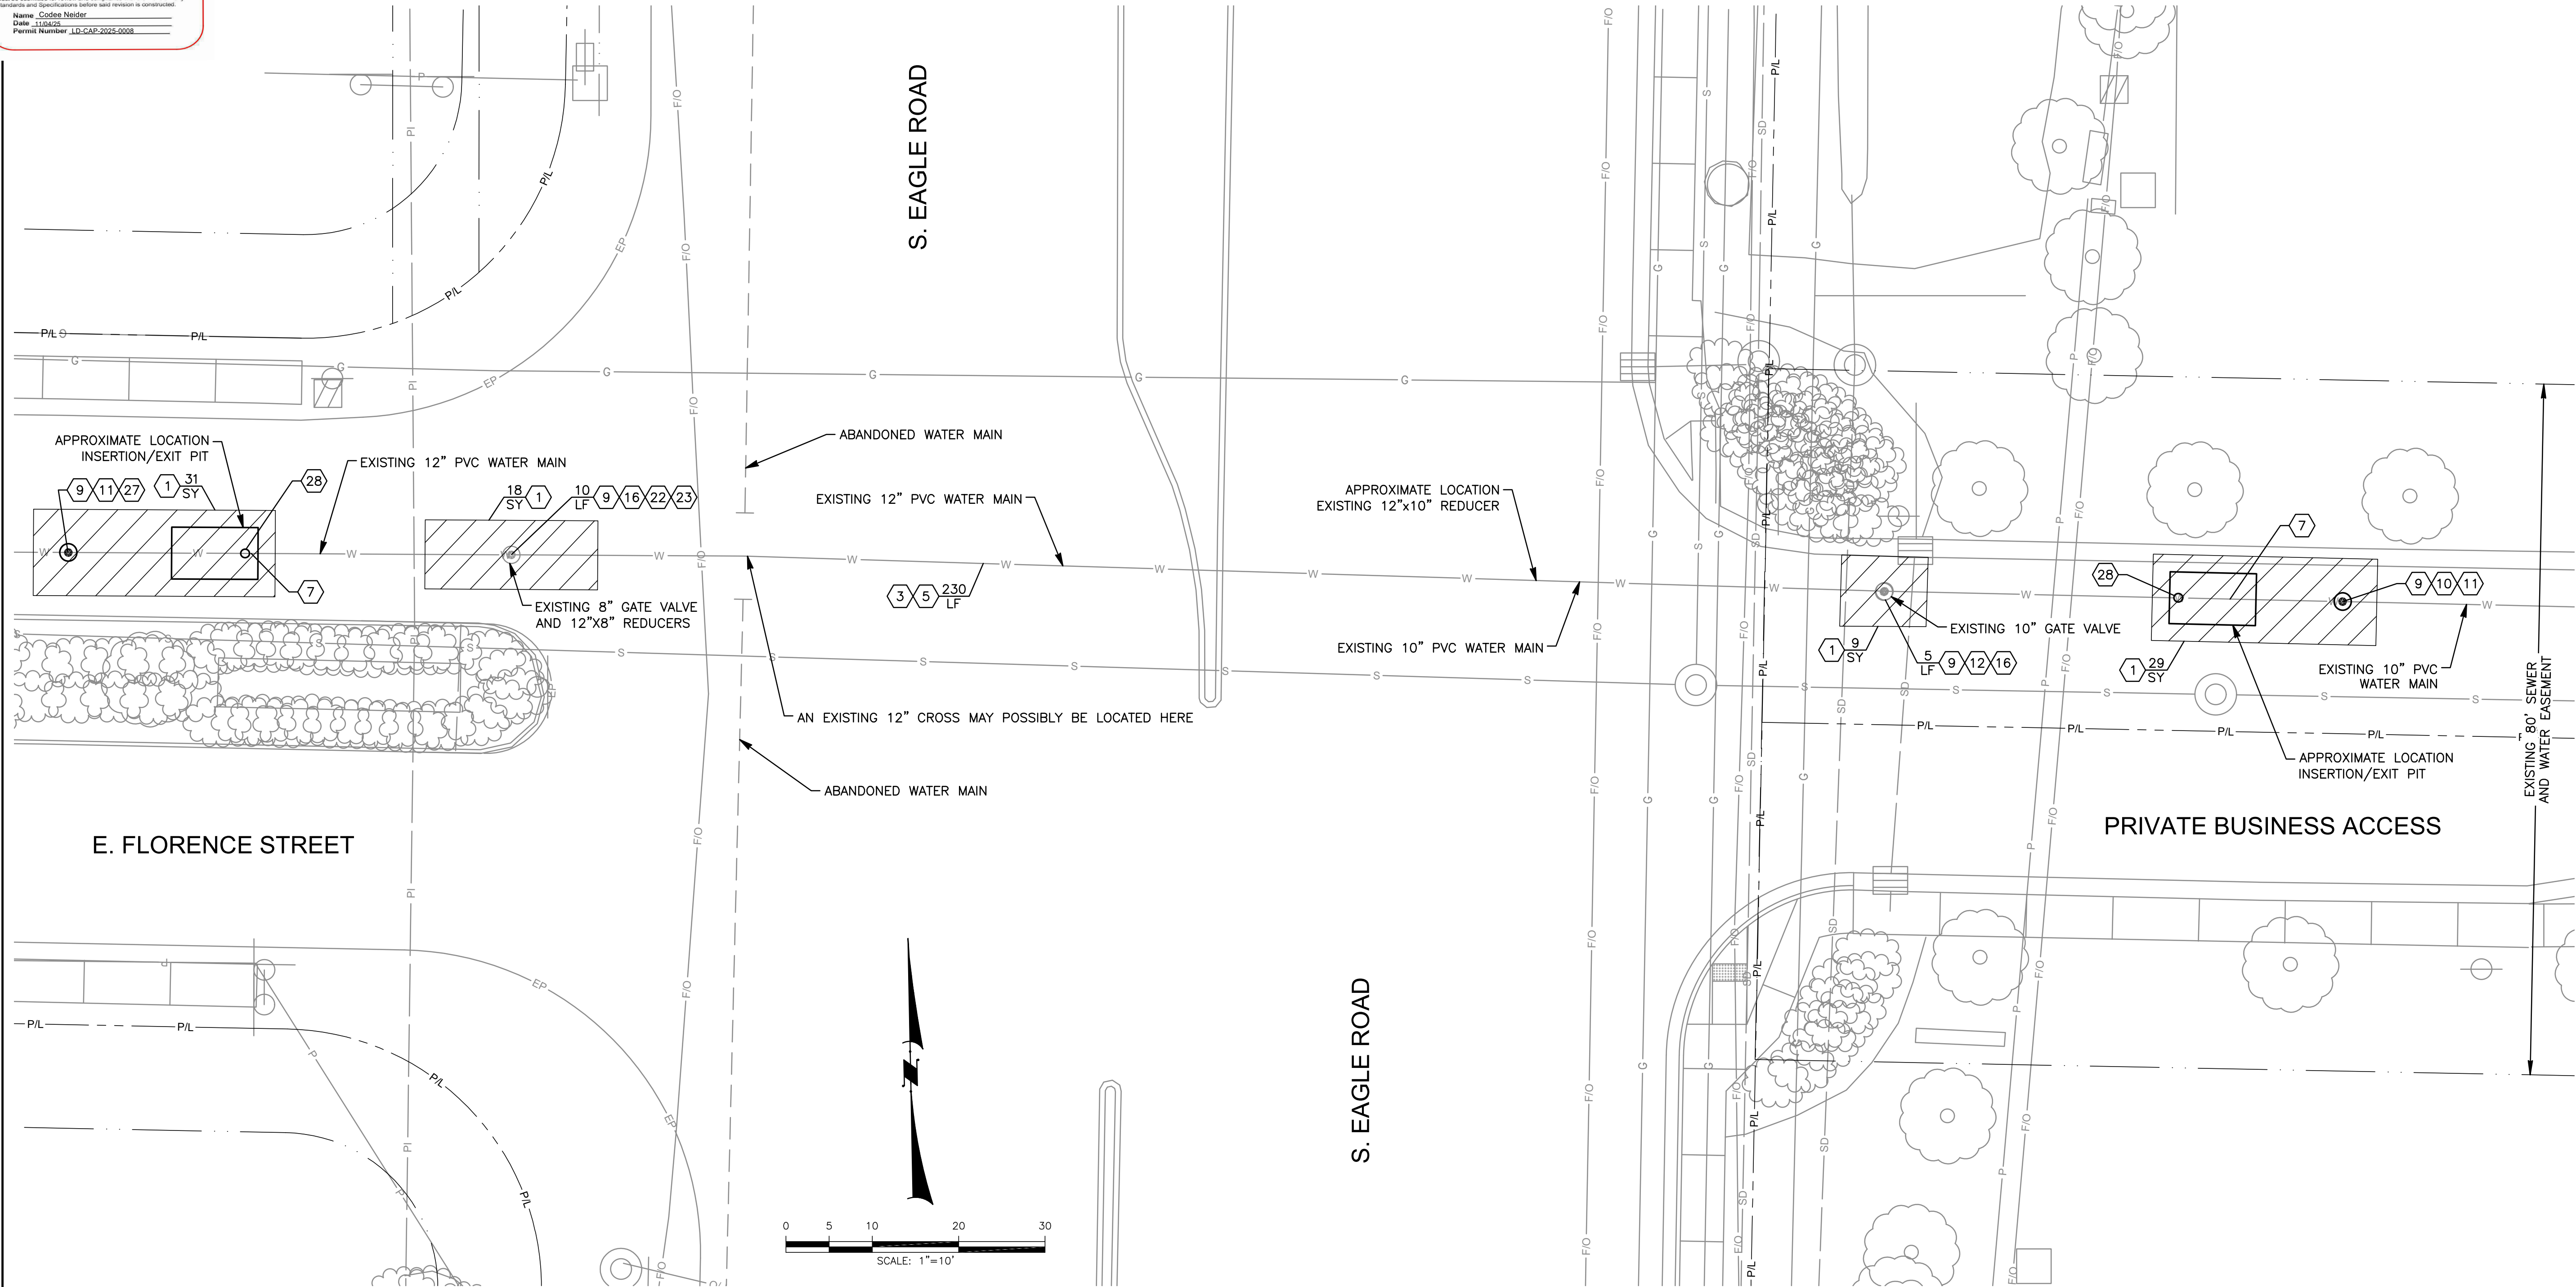 standards and Specifications before said revision is constructed.
Name Codee Neider
Date 11/04/25
Permit Number LD-CAP-2025-0008
S. EAGLE ROAD
APPROXIMATE LOCATION
INSERTION/EXIT PIT
9 11 27
1 31 SY
28
7
EXISTING 12" PVC WATER MAIN
18 SY 1
10 LF 9 16 22 23
EXISTING 8" GATE VALVE
AND 12"X8" REDUCERS
ABANDONED WATER MAIN
EXISTING 12" PVC WATER MAIN
3 5 230 LF
AN EXISTING 12" CROSS MAY POSSIBLY BE LOCATED HERE
ABANDONED WATER MAIN
APPROXIMATE LOCATION
EXISTING 12"x10" REDUCER
EXISTING 10" PVC WATER MAIN
EXISTING 10" GATE VALVE
1 9 SY
5 LF 9 12 16
28
7
9 10 11
1 29 SY
EXISTING 10" PVC
WATER MAIN
APPROXIMATE LOCATION
INSERTION/EXIT PIT
EXISTING 80' SEWER
AND WATER EASEMENT
E. FLORENCE STREET
PRIVATE BUSINESS ACCESS
S. EAGLE ROAD
0 5 10 20 30
SCALE: 1"=10'
P/L
G
EP
PI
F/O
W
S
SD
P
N